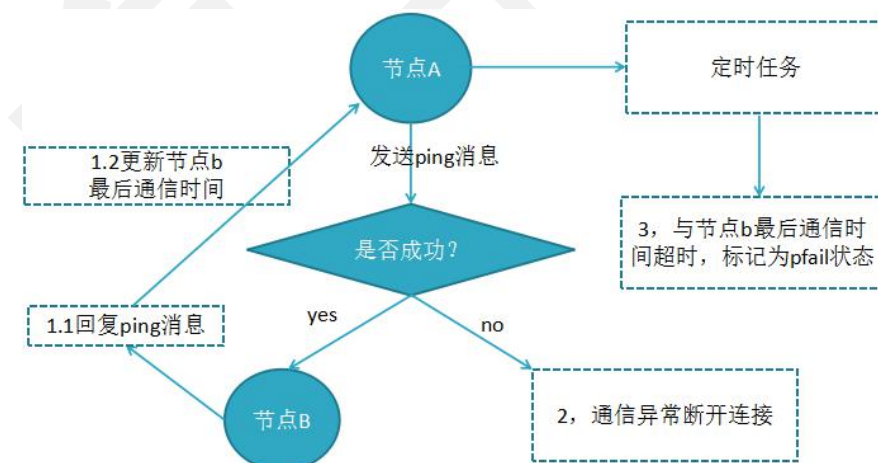 节点A
定时任务
发送ping消息
1.2更新节点b
最后通信时间
是否成功？
3，与节点b最后通信时
间超时，标记为pfail状态
1.1回复ping消息
yes
no
节点B
2，通信异常断开连接